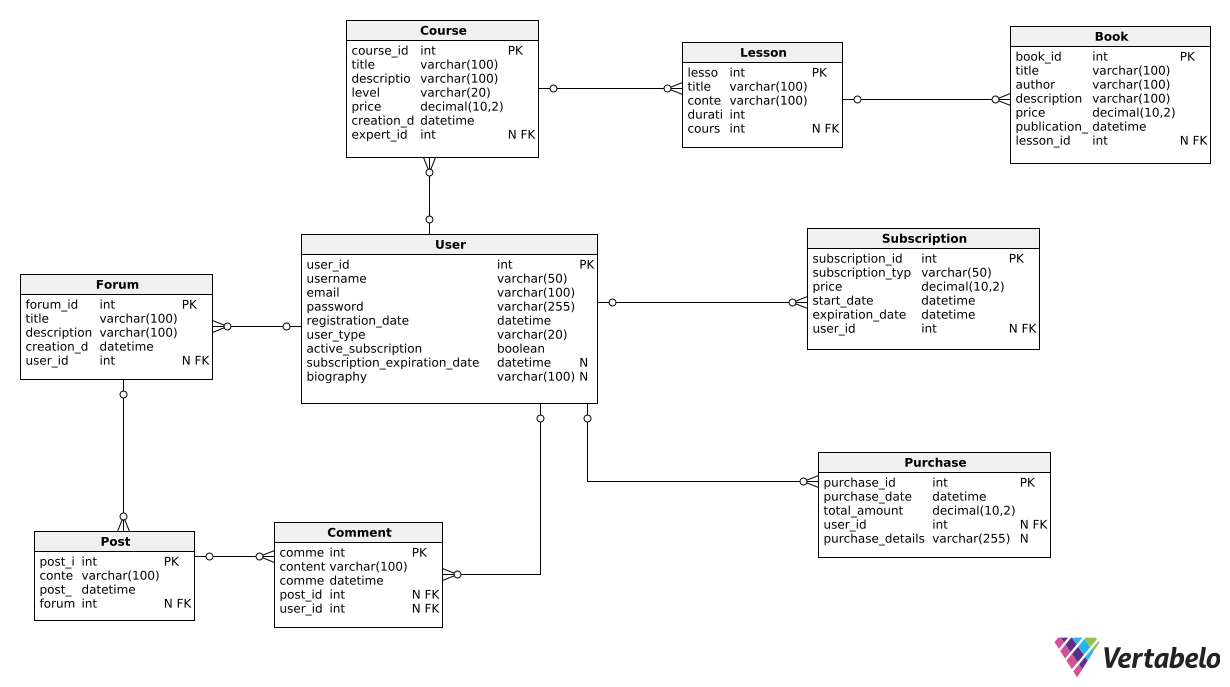 Course
course_id int PK
title varchar(100)
descriptio varchar(100)
level varchar(20)
price decimal(10,2)
creation_d datetime
expert_id int N FK
Lesson
lesso int PK
title varchar(100)
conte varchar(100)
durati int
cours int N FK
Book
book_id int PK
title varchar(100)
author varchar(100)
description varchar(100)
price decimal(10,2)
publication_ datetime
lesson_id int N FK
User
user_id int PK
username varchar(50)
email varchar(100)
password varchar(255)
registration_date datetime
user_type varchar(20)
active_subscription boolean
subscription_expiration_date datetime N
biography varchar(100) N
Subscription
subscription_id int PK
subscription_typ varchar(50)
price decimal(10,2)
start_date datetime
expiration_date datetime
user_id int N FK
Forum
forum_id int PK
title varchar(100)
description varchar(100)
creation_d datetime
user_id int N FK
Purchase
purchase_id int PK
purchase_date datetime
total_amount decimal(10,2)
user_id int N FK
purchase_details varchar(255) N
Post
post_i int PK
conte varchar(100)
post_ datetime
forum int N FK
Comment
comme int PK
content varchar(100)
comme datetime
post_id int N FK
user_id int N FK
Vertabelo